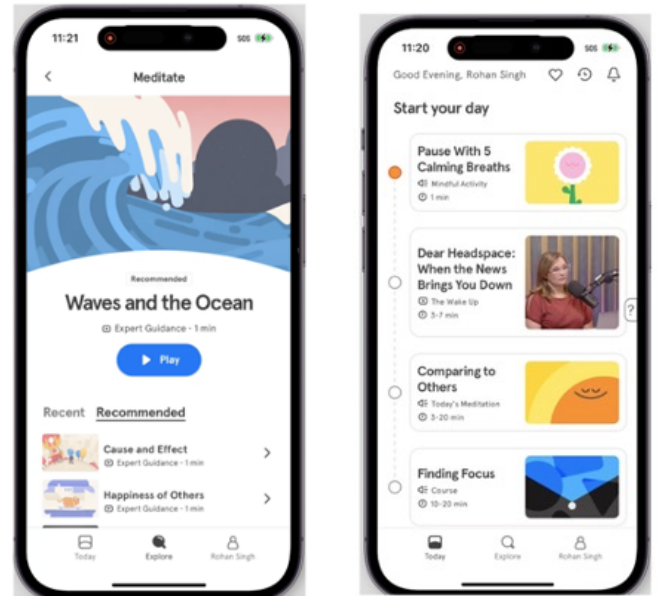 11:21
SOS
Meditate
Recommended
Waves and the Ocean
Expert Guidance - 1 min
Play
Recent Recommended
Cause and Effect
Expert Guidance - 1 min
Happiness of Others
Expert Guidance - 1 min
Today Explore Rohan Singh
11:20
SOS
Good Evening, Rohan Singh
Start your day
Pause With 5
Calming Breaths
Mindful Activity
1 min
Dear Headspace:
When the News
Brings You Down
The Wake Up
3-7 min
?
Comparing to
Others
Today's Meditation
3-20 min
Finding Focus
Course
10-20 min
Today Explore Rohan Singh